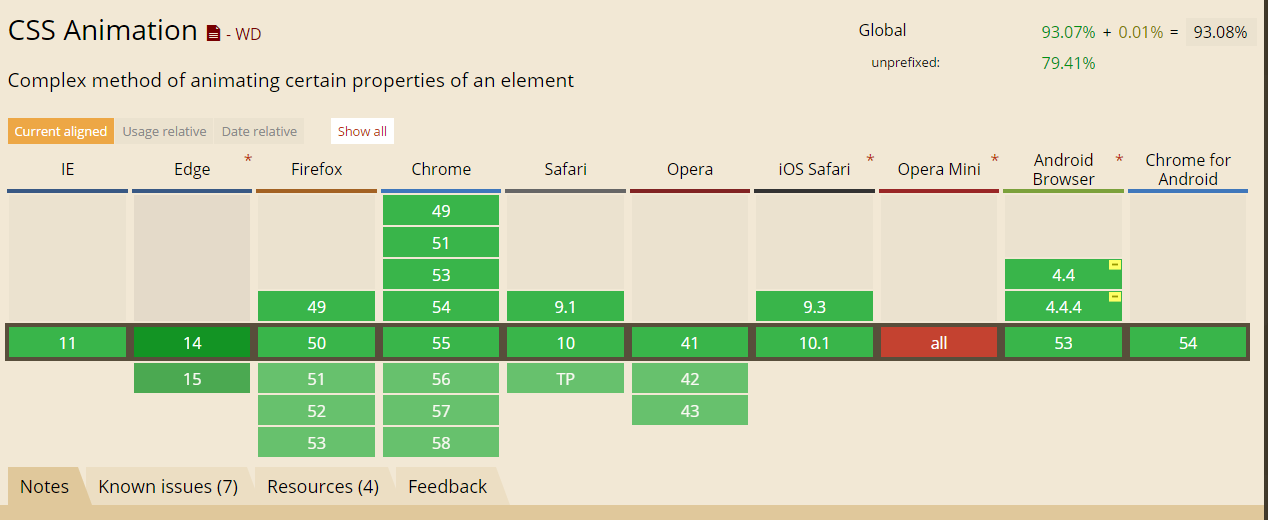 CSS Animation - WD
Global 93.07% + 0.01% = 93.08%
unprefixed: 79.41%
Complex method of animating certain properties of an element
Current aligned Usage relative Date relative Show all
IE Edge * Firefox Chrome Safari Opera iOS Safari * Opera Mini * Android Browser * Chrome for Android
49
51
53 4.4
49 54 9.1 9.3 4.4.4
11 14 50 55 10 41 10.1 all 53 54
15 51 56 TP 42
52 57 43
53 58
Notes Known issues (7) Resources (4) Feedback